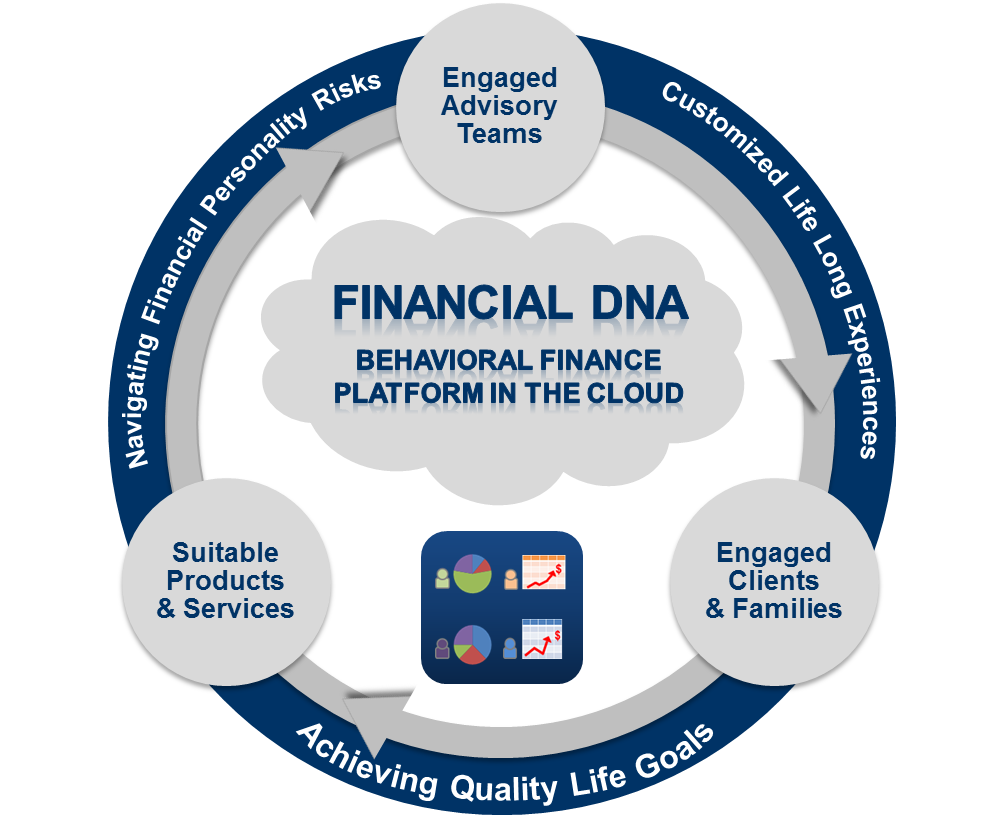 Engaged
Advisory
Teams
Navigating Financial Personality Risks
Customized Life Long Experiences
FINANCIAL DNA
BEHAVIORAL FINANCE
PLATFORM IN THE CLOUD
Suitable
Products
& Services
$
$
Engaged
Clients
& Families
Achieving Quality Life Goals